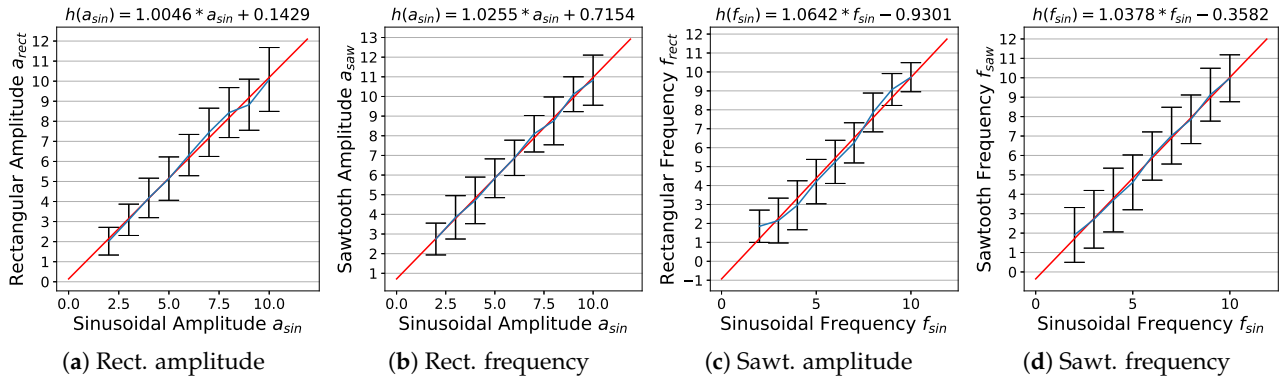 h(a_sin) = 1.0046 * a_sin + 0.1429
Rectangular Amplitude a_rect
12
11
10
9
8
7
6
5
4
3
2
1
0
0.0 2.5 5.0 7.5 10.0
Sinusoidal Amplitude a_sin
(a) Rect. amplitude
h(a_sin) = 1.0255 * a_sin + 0.7154
Sawtooth Amplitude a_saw
13
12
11
10
9
8
7
6
5
4
3
2
1
0.0 2.5 5.0 7.5 10.0
Sinusoidal Amplitude a_sin
(b) Rect. frequency
h(f_sin) = 1.0642 * f_sin − 0.9301
Rectangular Frequency f_rect
12
11
10
9
8
7
6
5
4
3
2
1
0
−1
0 5 10
Sinusoidal Frequency f_sin
(c) Sawt. amplitude
h(f_sin) = 1.0378 * f_sin − 0.3582
Sawtooth Frequency f_saw
12
11
10
9
8
7
6
5
4
3
2
1
0
0 5 10
Sinusoidal Frequency f_sin
(d) Sawt. frequency